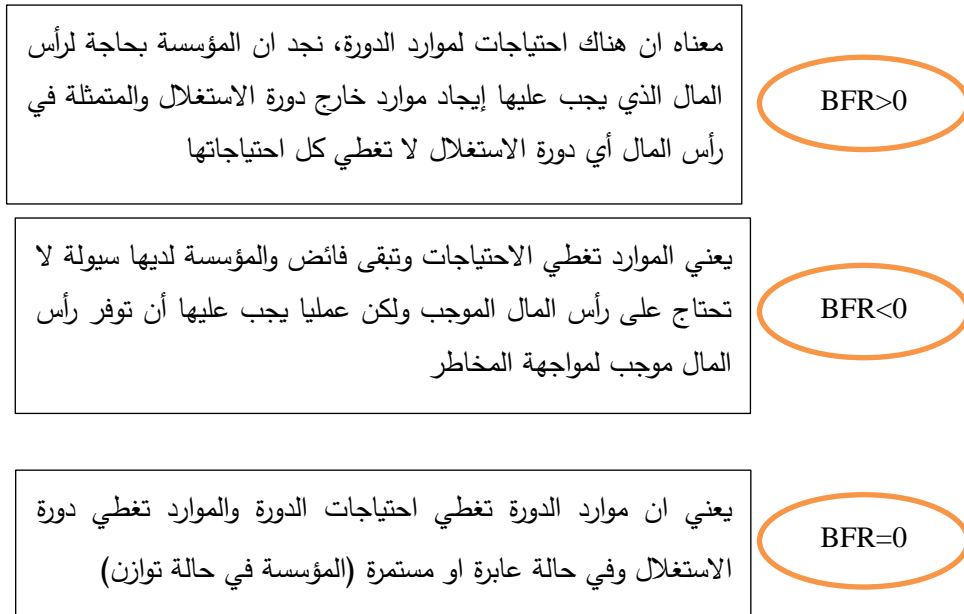 BFR>0
معناه ان هناك احتياجات لموارد الدورة، نجد ان المؤسسة بحاجة لرأس
المال الذي يجب عليها إيجاد موارد خارج دورة الاستغلال والمتمثلة في
رأس المال أي دورة الاستغلال لا تغطي كل احتياجاتها
BFR<0
يعني الموارد تغطي الاحتياجات وتبقى فائض والمؤسسة لديها سيولة لا
تحتاج على رأس المال الموجب ولكن عمليا يجب عليها أن توفر رأس
المال موجب لمواجهة المخاطر
BFR=0
يعني ان موارد الدورة تغطي احتياجات الدورة والموارد تغطي دورة
الاستغلال وفي حالة عابرة او مستمرة (المؤسسة في حالة توازن)